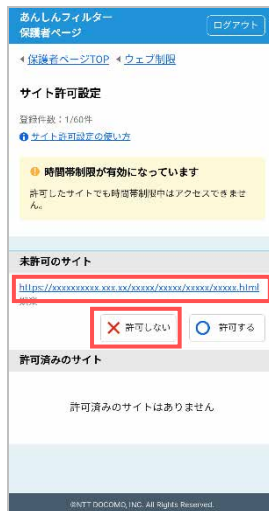 あんしんフィルター
保護者ページ
ログアウト
保護者ページTOP
ウェブ制限
サイト許可設定
登録件数：1/60件
サイト許可設定の使い方
時間帯制限が有効になっています
許可したサイトでも時間帯制限中はアクセスできませ
ん。
未許可のサイト
https://xxxxxxxxxx.xxx.xx/xxxxx/xxxxx/xxxxx/xxxxx.html
許可しない
許可する
許可済みのサイト
許可済みのサイトはありません
©NTT DOCOMO, INC. All Rights Reserved.